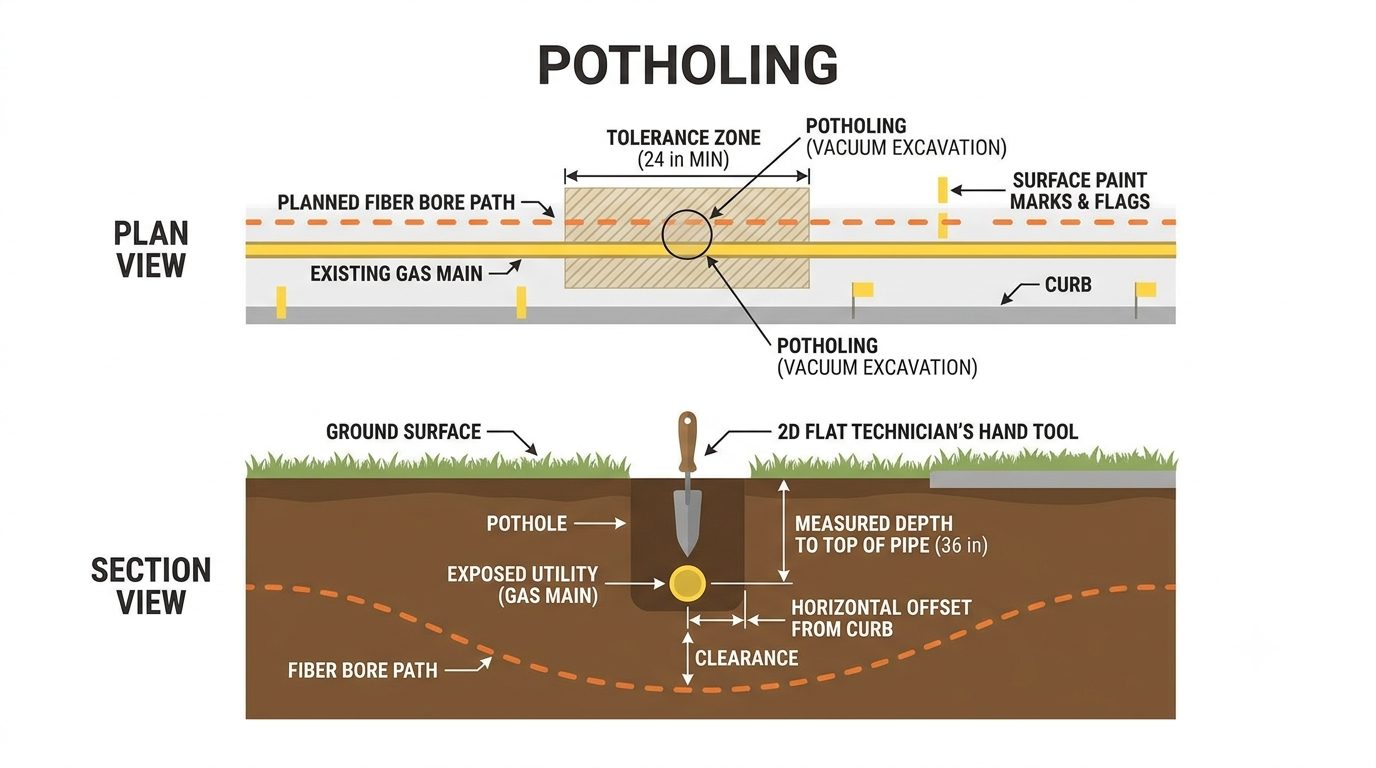 POTHOLING
TOLERANCE ZONE
(24 in MIN)
POTHOLING
(VACUUM EXCAVATION)
PLANNED FIBER BORE PATH
SURFACE PAINT
MARKS & FLAGS
PLAN
VIEW
EXISTING GAS MAIN
CURB
POTHOLING
(VACUUM EXCAVATION)
GROUND SURFACE
2D FLAT TECHNICIAN'S HAND TOOL
POTHOLE
MEASURED DEPTH
TO TOP OF PIPE (36 in)
SECTION
VIEW
EXPOSED UTILITY
(GAS MAIN)
HORIZONTAL OFFSET
FROM CURB
CLEARANCE
FIBER BORE PATH